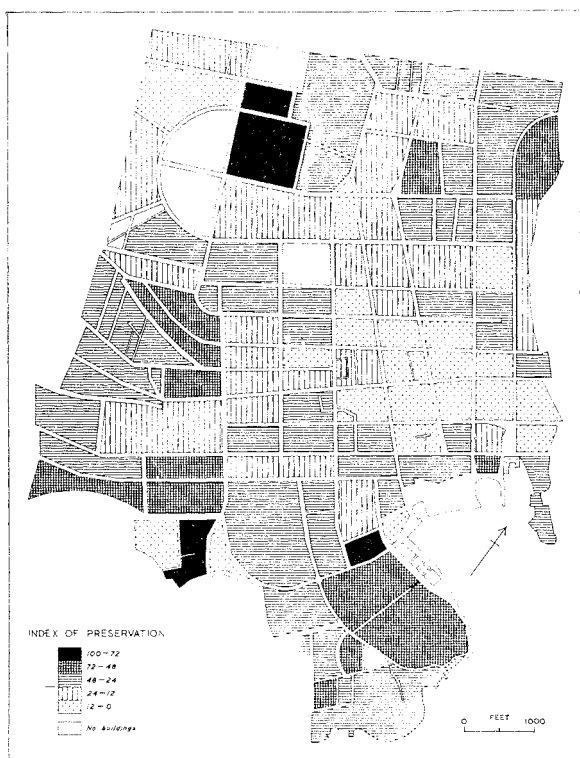 INDEX OF PRESERVATION
100-72
72-48
48-24
24-12
12-0
No buildings
FEET
0 1000